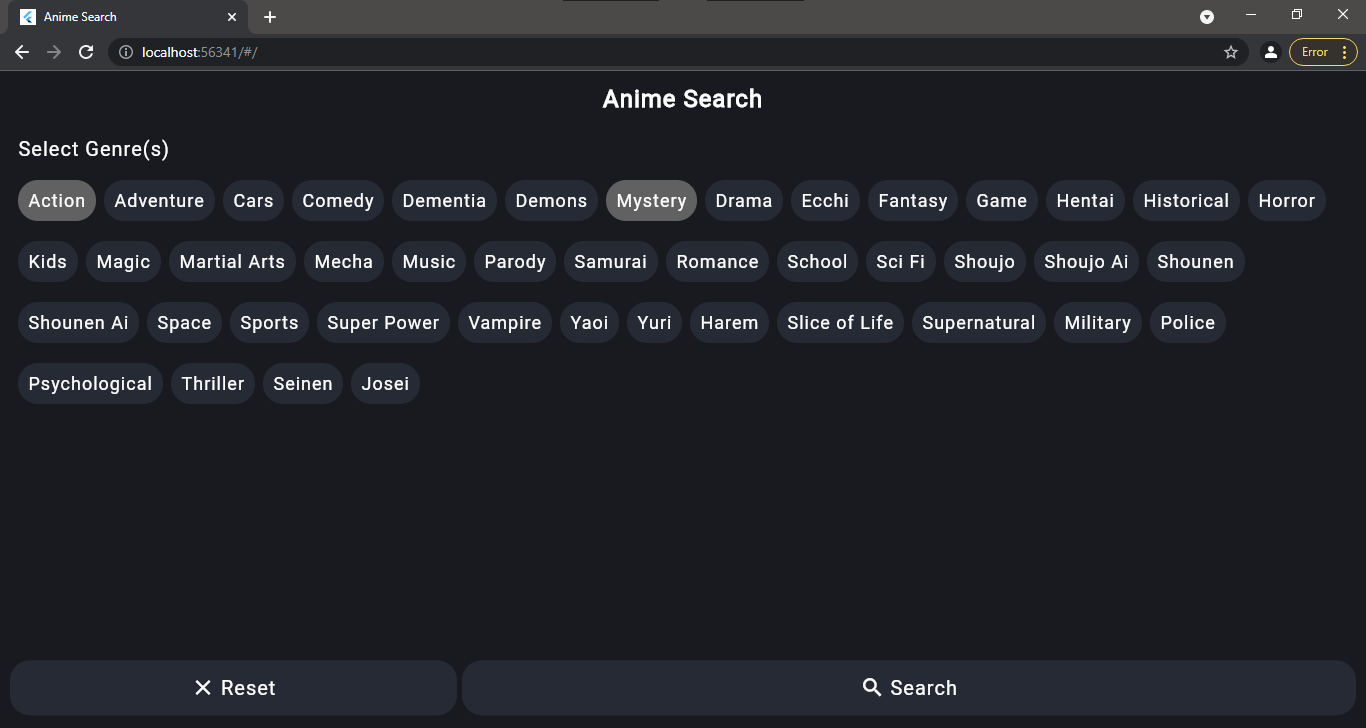 Anime Search
localhost:56341/#/
Error
Anime Search
Select Genre(s)
Action Adventure Cars Comedy Dementia Demons Mystery Drama Ecchi Fantasy Game Hentai Historical Horror
Kids Magic Martial Arts Mecha Music Parody Samurai Romance School Sci Fi Shoujo Shoujo Ai Shounen
Shounen Ai Space Sports Super Power Vampire Yaoi Yuri Harem Slice of Life Supernatural Military Police
Psychological Thriller Seinen Josei
Reset Search